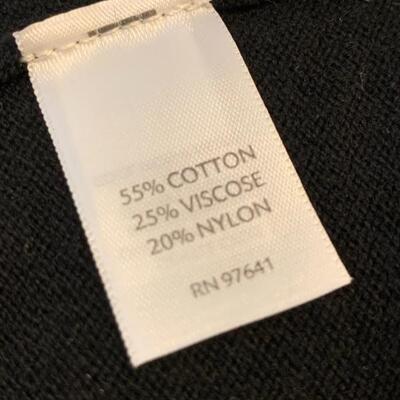 55% COTTON
25% VISCOSE
20% NYLON
RN 97641